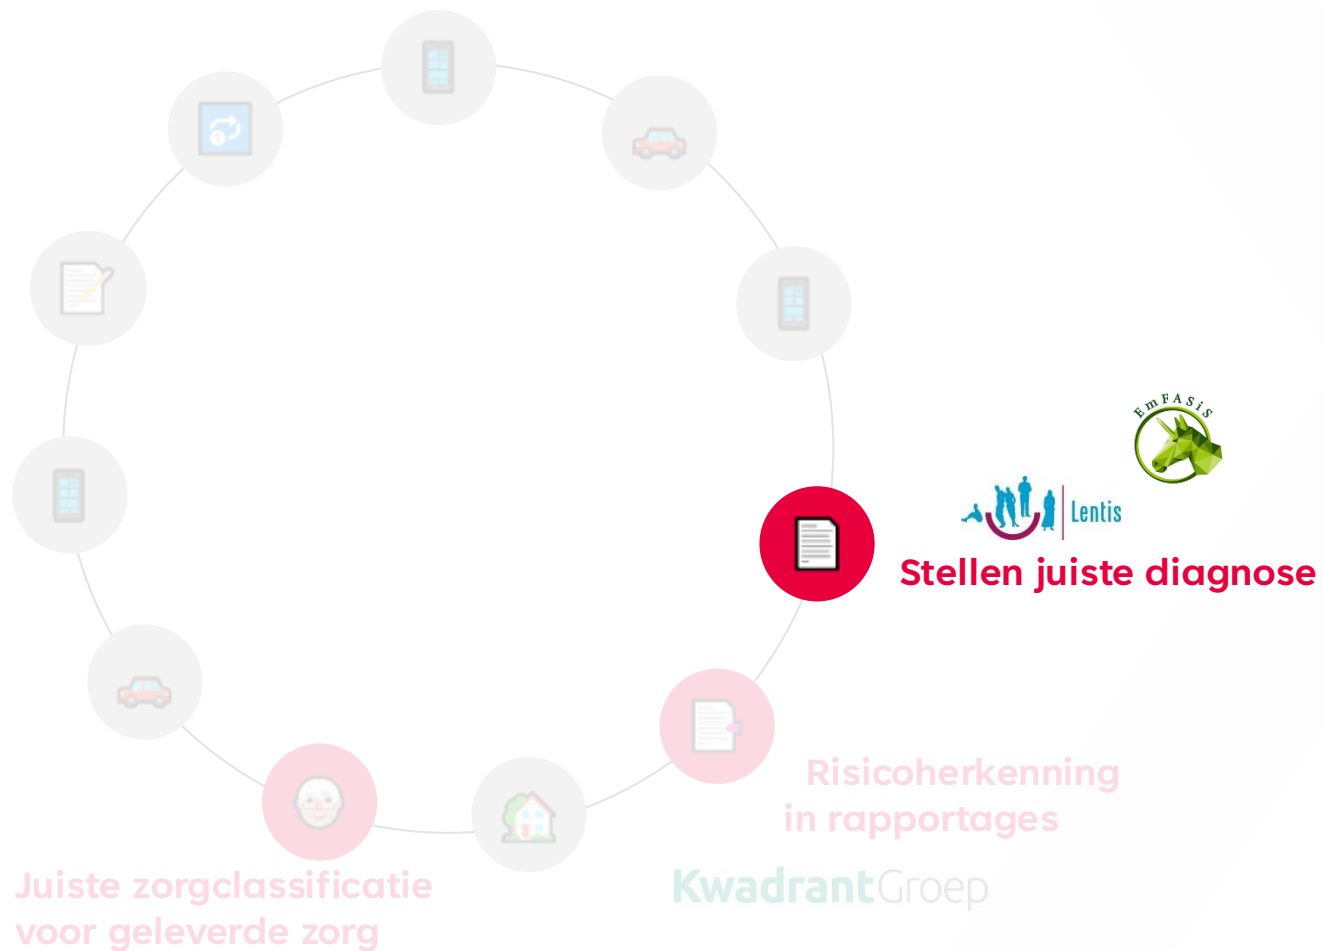 EmFASiS
Lentis
Stellen juiste diagnose
Risicoherkenning
in rapportages
KwadrantGroep
Juiste zorgclassificatie
voor geleverde zorg